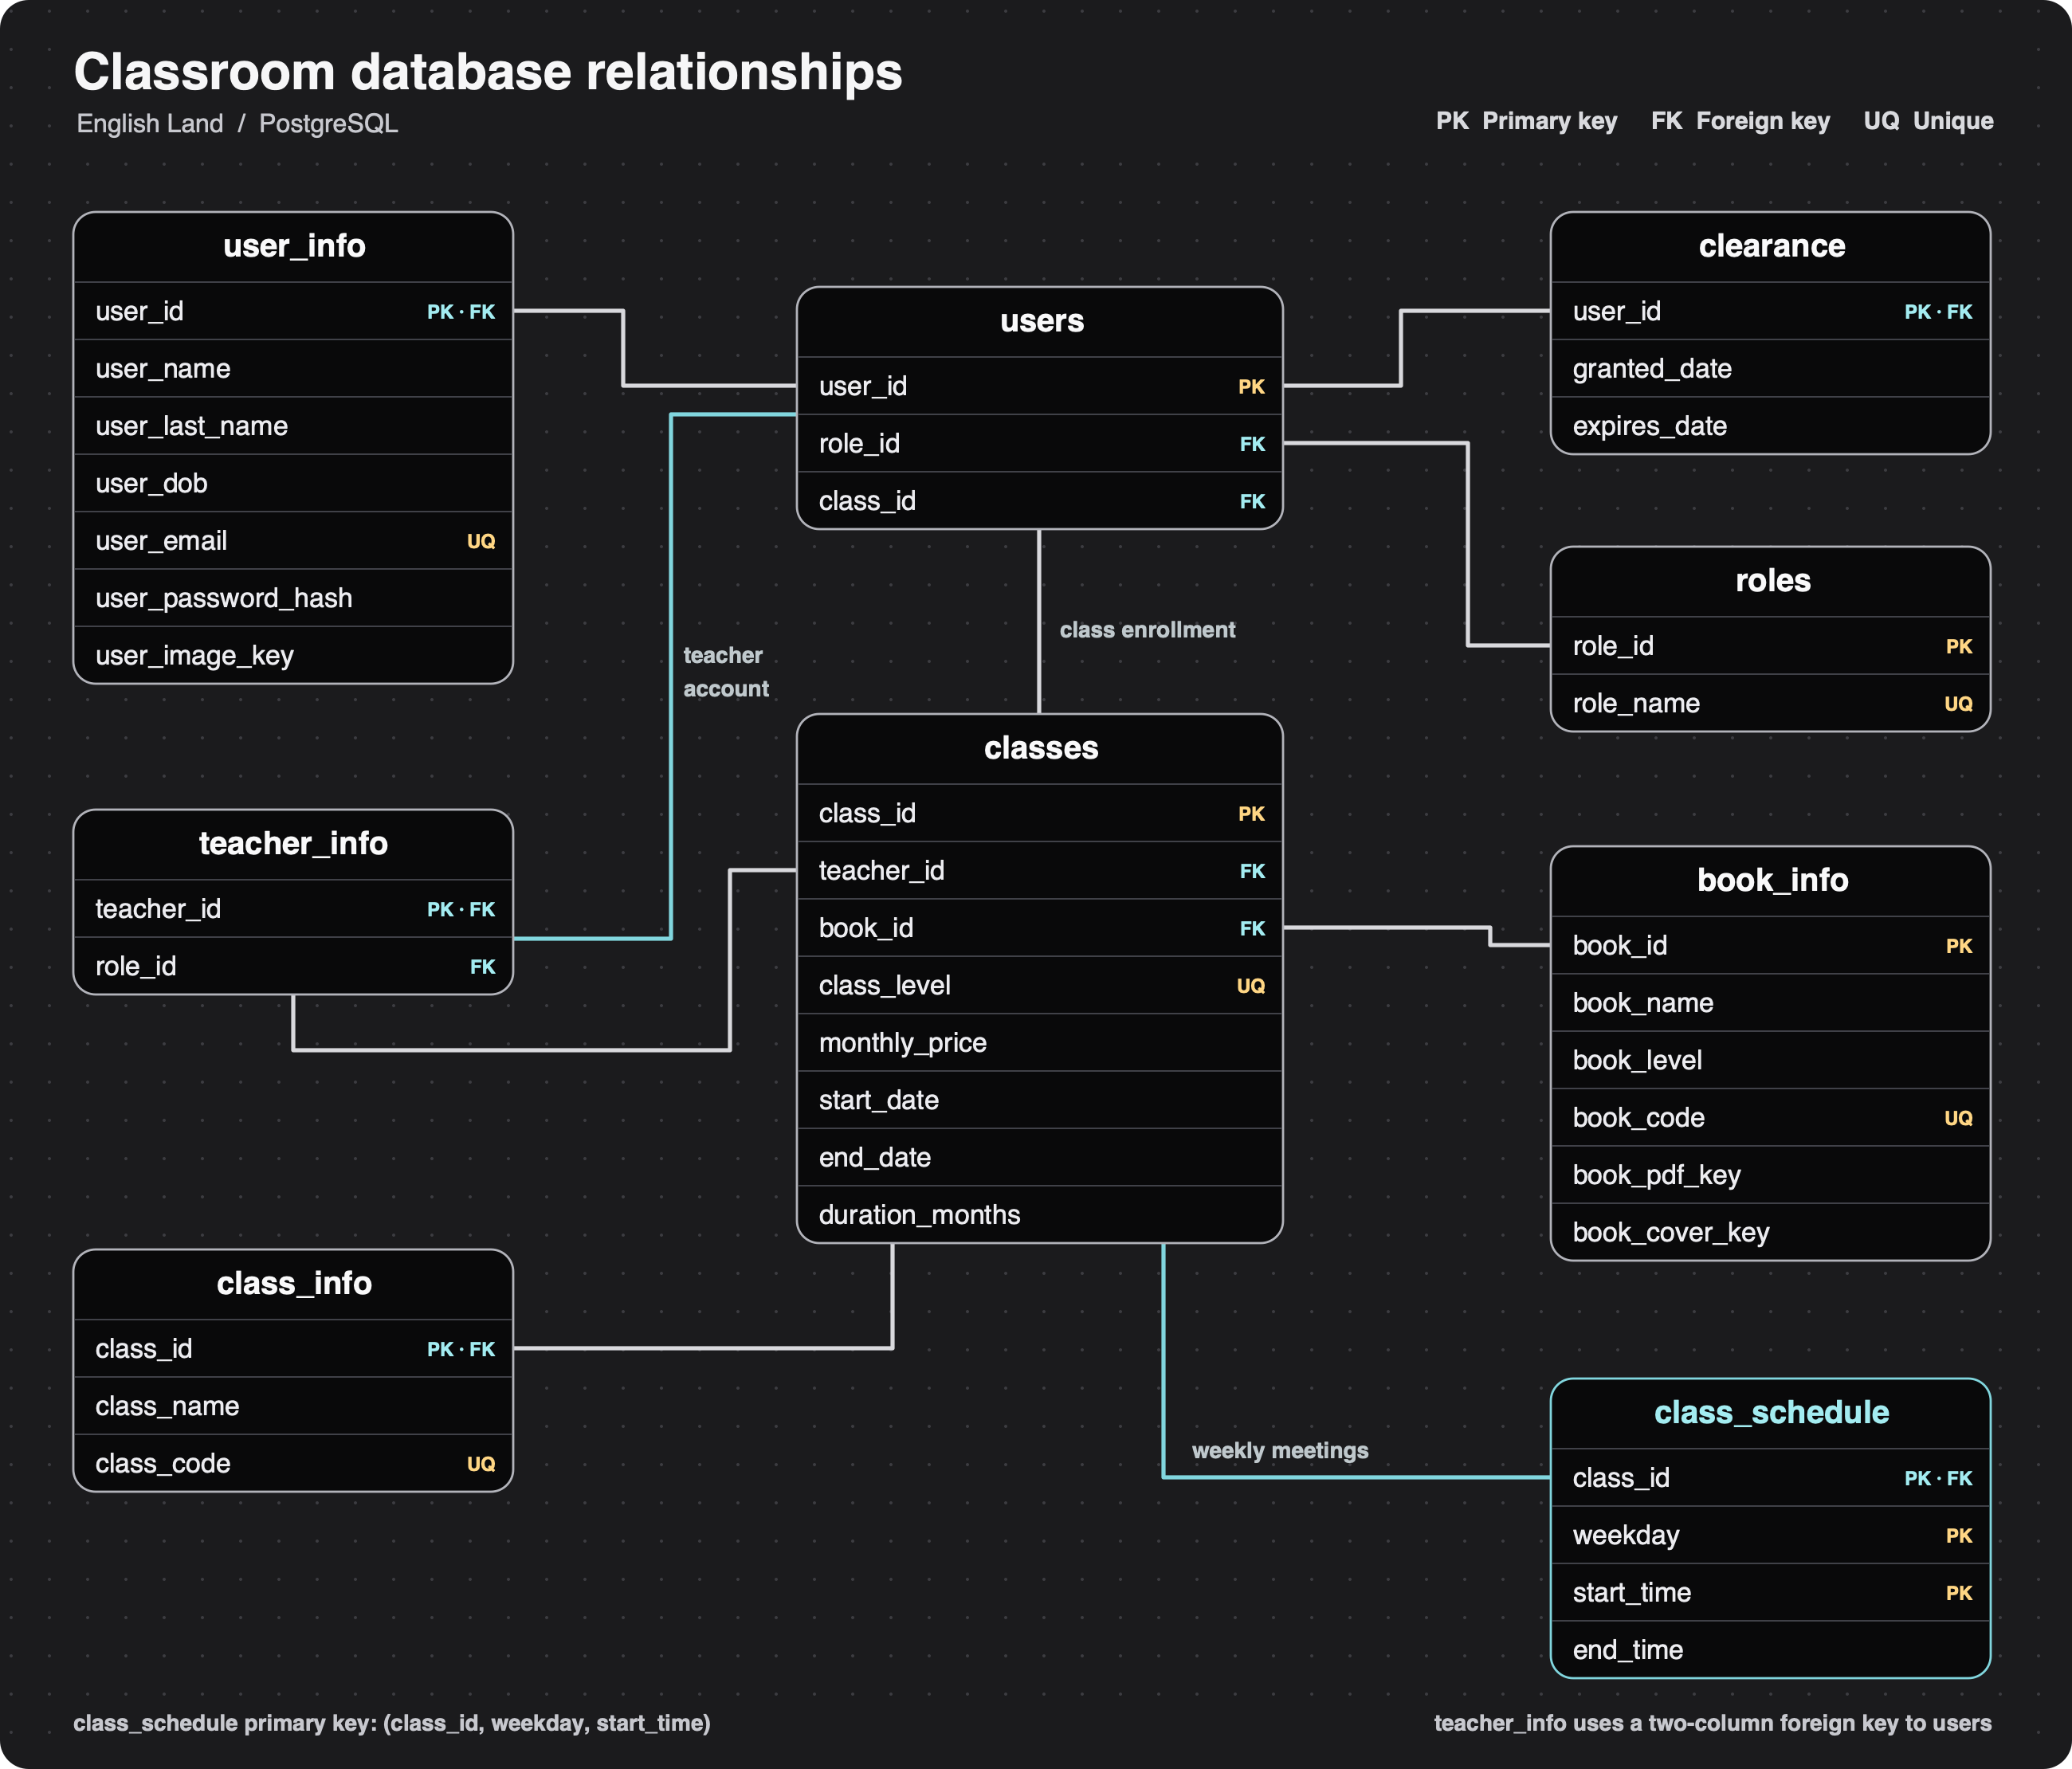 Classroom database relationships
English Land / PostgreSQL
PK Primary key FK Foreign key UQ Unique
user_info
user_id PK · FK
user_name
user_last_name
user_dob
user_email UQ
user_password_hash
user_image_key
users
user_id PK
role_id FK
class_id FK
clearance
user_id PK · FK
granted_date
expires_date
roles
role_id PK
role_name UQ
class enrollment
teacher
account
teacher_info
teacher_id PK · FK
role_id FK
classes
class_id PK
teacher_id FK
book_id FK
class_level UQ
monthly_price
start_date
end_date
duration_months
book_info
book_id PK
book_name
book_level
book_code UQ
book_pdf_key
book_cover_key
class_info
class_id PK · FK
class_name
class_code UQ
weekly meetings
class_schedule
class_id PK · FK
weekday PK
start_time PK
end_time
class_schedule primary key: (class_id, weekday, start_time)
teacher_info uses a two-column foreign key to users